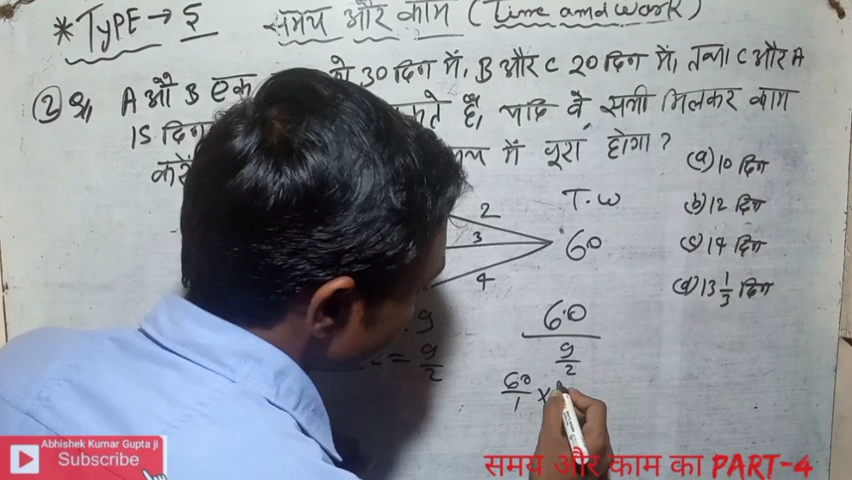 * TYPE → 5 समय और काम (Time and work)
② Q, A औ B एक 30 दिन में, B और C 20 दिन में, तथा C और A
15 दिन कते है, यदि वे सभी मिलकर काम
करें में पूरा होगा?
(a) 10 दिन
(b) 12 दिन
(c) 14 दिन
(d) 13 1/3 दिन
T.W
2
3
4
60
9
= 9/2
60
9/2
60/1 ×
Abhishek Kumar Gupta ji
Subscribe
समय और काम का PART-4